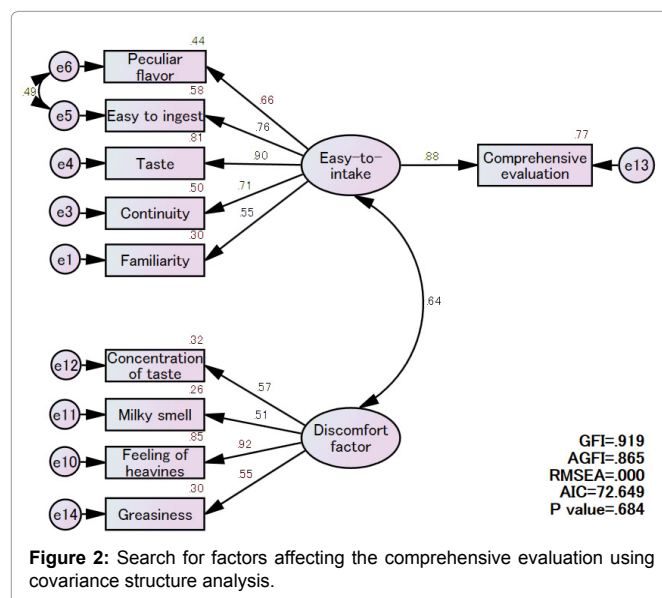 .44
e6
Peculiar
flavor
.66
.49
.58
e5
Easy to ingest
.76
.81
e4
Taste
.90
Easy-to-
intake
.88
.77
Comprehensive
evaluation
e13
.50
e3
Continuity
.71
.30
e1
Familiarity
.55
.64
.32
e12
Concentration
of taste
.57
.26
e11
Milky smell
.51
.85
e10
Feeling of
heavines
.92
Discomfort
factor
.30
e14
Greasiness
.55
GFI=.919
AGFI=.865
RMSEA=.000
AIC=72.649
P value=.684
Figure 2: Search for factors affecting the comprehensive evaluation using
covariance structure analysis.